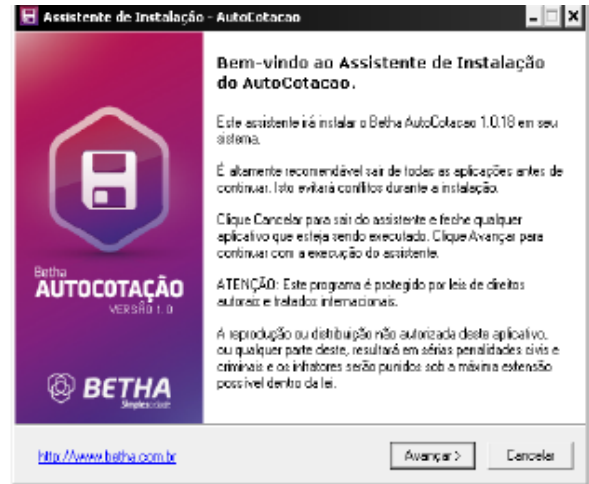 Assistente de Instalação - AutoCotacao
Bem-vindo ao Assistente de Instalação
do AutoCotacao.
Este assistente irá instalar o Betha AutoCotacao 1.0.18 em seu
sistema.
É altamente recomendável sair de todas as aplicações antes de
continuar. Isto evitará conflitos durante a instalação.
Clique Cancelar para sair do assistente e feche qualquer
aplicativo que esteja sendo executado. Clique Avançar para
continuar com a execução do assistente.
ATENÇÃO: Este programa é protegido por leis de direitos
autorais e tratados internacionais.
A reprodução ou distribuição não autorizada deste aplicativo,
ou qualquer parte deste, resultará em sérias penalidades civis e
criminais e os infratores serão punidos sob a máxima extensão
possível dentro da lei.
Betha
AUTOCOTAÇÃO
VERSÃO 1.0
BETHA
http://www.betha.com.br
Avançar >
Cancelar